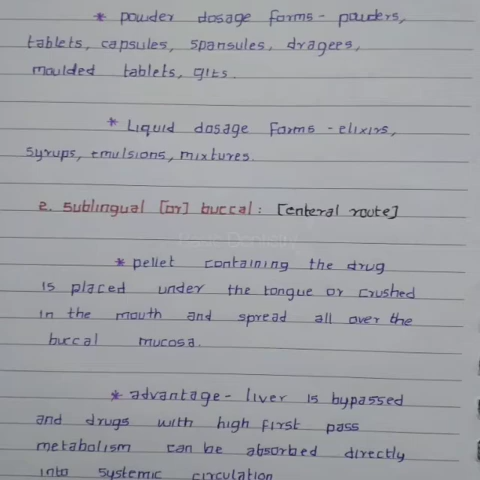 * powder dosage forms - powders,
tablets, capsules, spansules, dragees,
moulded tablets, gits.
* Liquid dosage forms - elixirs,
syrups, emulsions, mixtures.
2. Sublingual [or] buccal: [enteral route]
* pellet containing the drug
is placed under the tongue or crushed
in the mouth and spread all over the
buccal mucosa.
* advantage - liver is bypassed
and drugs with high first pass
metabolism can be absorbed directly
into systemic circulation